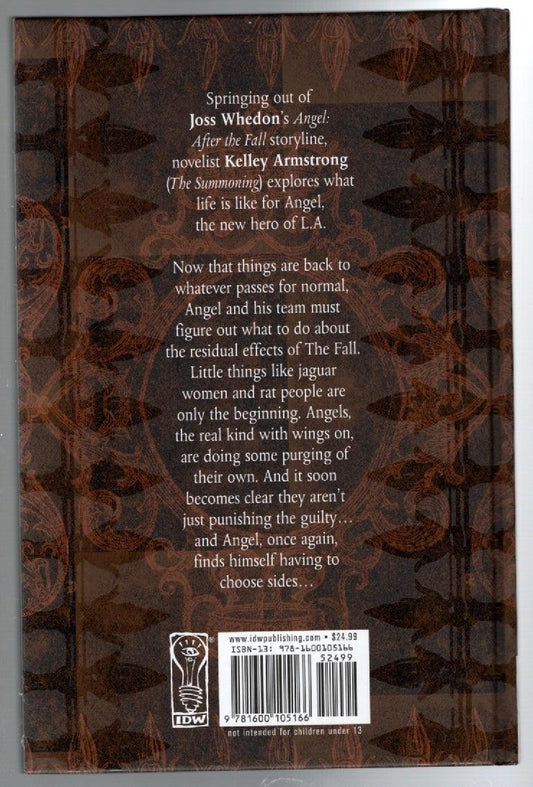 Springing out of
Joss Whedon's Angel:
After the Fall storyline,
novelist Kelley Armstrong
(The Summoning) explores what
life is like for Angel,
the new hero of L.A.
Now that things are back to
whatever passes for normal,
Angel and his team must
figure out what to do about
the residual effects of The Fall.
Little things like jaguar
women and rat people are
only the beginning. Angels,
the real kind with wings on,
are doing some purging of
their own. And it soon
becomes clear they aren't
just punishing the guilty…
and Angel, once again,
finds himself having to
choose sides…
www.idwpublishing.com • $24.99
ISBN-13: 978-1600105166
52499
9 781600 105166
not intended for children under 13
IDW
®